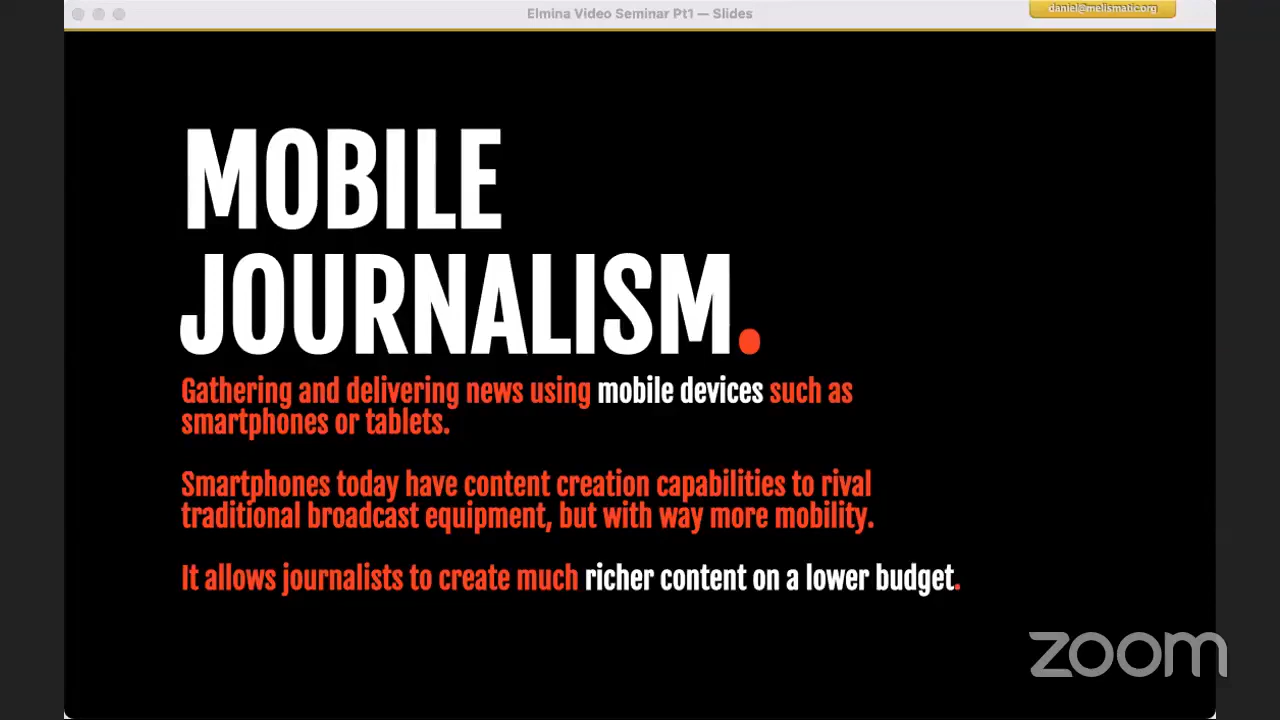 Elmina Video Seminar Pt1 — Slides
daniel@melismatic.org
MOBILE
JOURNALISM.
Gathering and delivering news using mobile devices such as
smartphones or tablets.
Smartphones today have content creation capabilities to rival
traditional broadcast equipment, but with way more mobility.
It allows journalists to create much richer content on a lower budget.
zoom